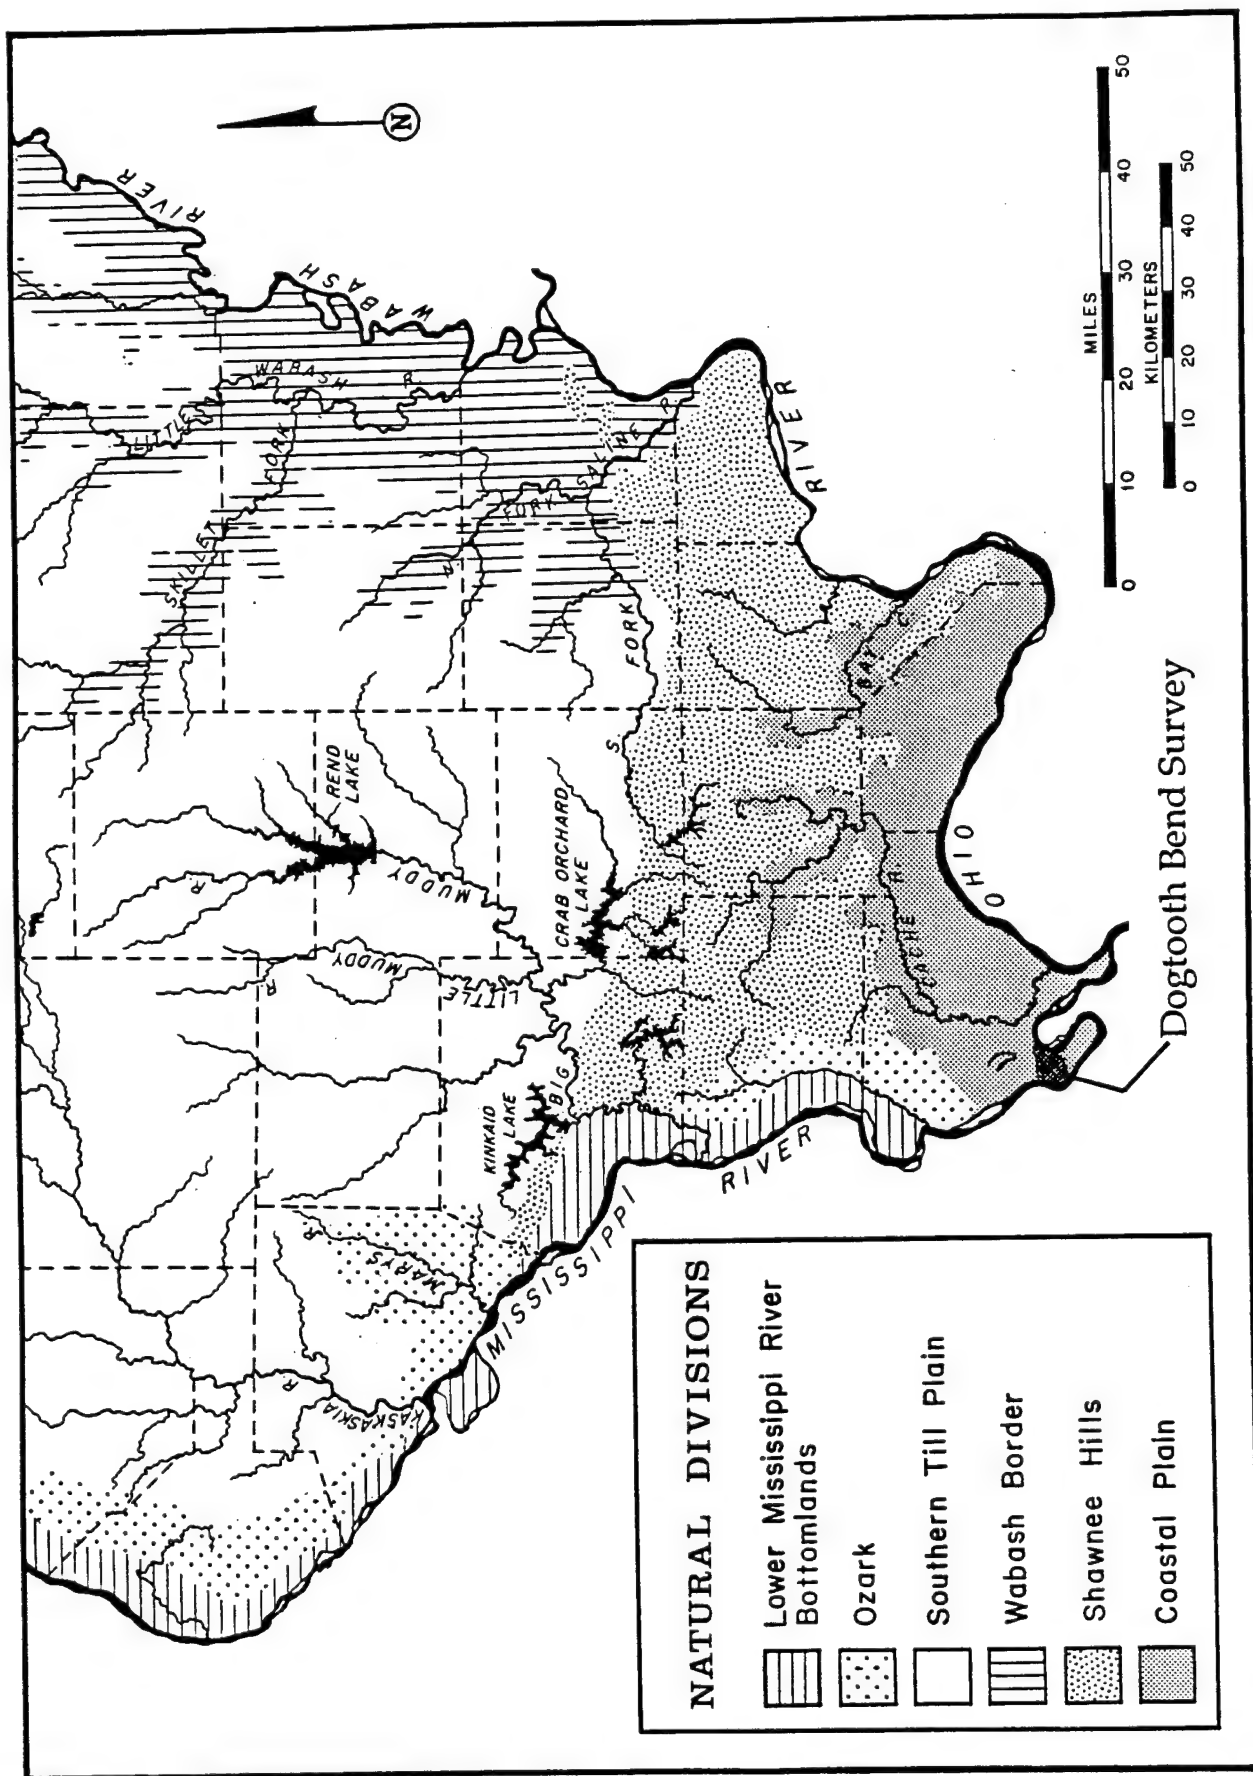 N
RIVER
WABASH
LITTLE
WABASH
R.
SKILLET
FORK
N.
FORK
SALINE
R.
S.
FORK
REND
LAKE
R
MUDDY
R
MUDDY
LITTLE
BIG
CRAB ORCHARD
LAKE
KINKAID
LAKE
MARYS
R
KASKASKIA
R
MISSISSIPPI
RIVER
OHIO
RIVER
BAY
C
CACHE
R.
Dogtooth Bend Survey
MILES
0 10 20 30 40 50
KILOMETERS
0 10 20 30 40 50
NATURAL DIVISIONS
Lower Mississippi River
Bottomlands
Ozark
Southern Till Plain
Wabash Border
Shawnee Hills
Coastal Plain